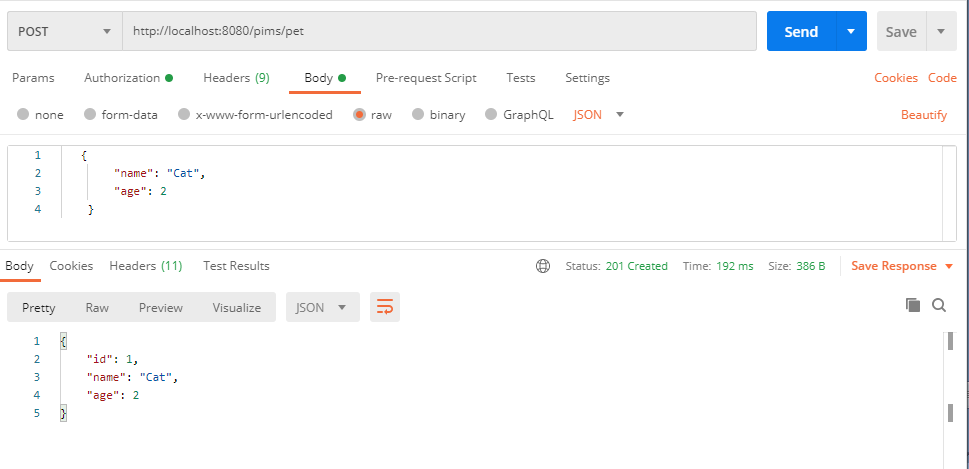 POST http://localhost:8080/pims/pet Send Save
Params Authorization Headers (9) Body Pre-request Script Tests Settings Cookies Code
none form-data x-www-form-urlencoded raw binary GraphQL JSON Beautify
1 {
2 "name": "Cat",
3 "age": 2
4 }
Body Cookies Headers (11) Test Results Status: 201 Created Time: 192 ms Size: 386 B Save Response
Pretty Raw Preview Visualize JSON
1 {
2 "id": 1,
3 "name": "Cat",
4 "age": 2
5 }